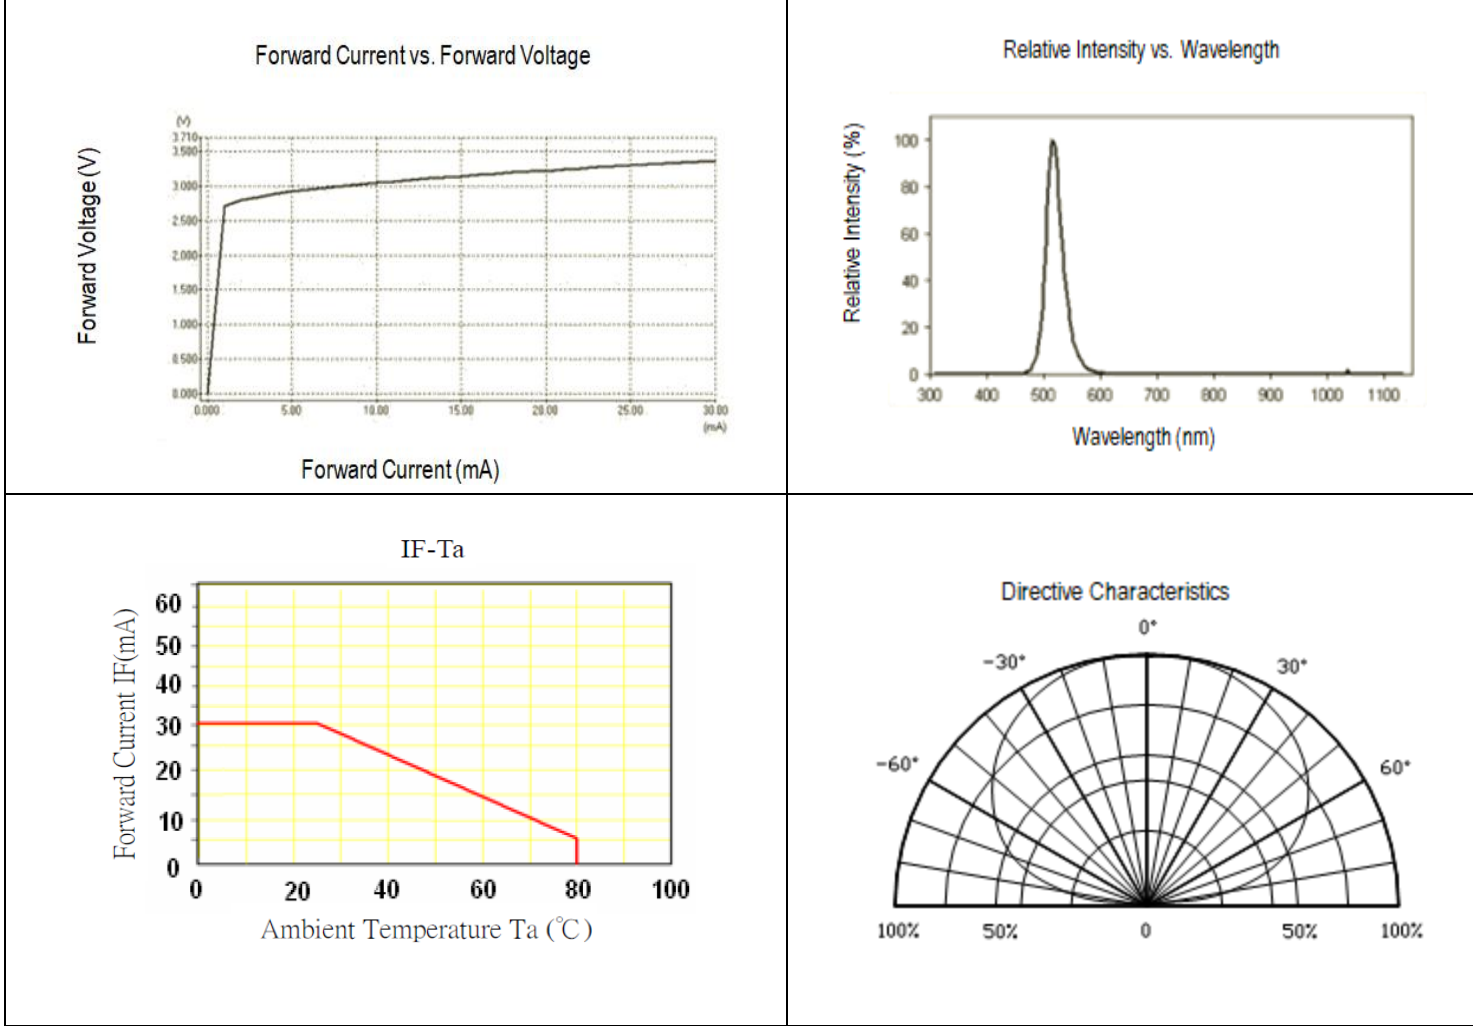 Forward Current vs. Forward Voltage
(V)
3.710
3.500
3.000
2.500
2.000
1.500
1.000
0.500
0.000
Forward Voltage (V)
0.000 5.00 10.00 15.00 20.00 25.00 30.00
(mA)
Forward Current (mA)
Relative Intensity vs. Wavelength
100
80
60
40
20
0
Relative Intensity (%)
300 400 500 600 700 800 900 1000 1100
Wavelength (nm)
IF-Ta
60
50
40
30
20
10
0
Forward Current IF(mA)
0 20 40 60 80 100
Ambient Temperature Ta (℃)
Directive Characteristics
0°
-30° 30°
-60° 60°
100% 50% 0 50% 100%